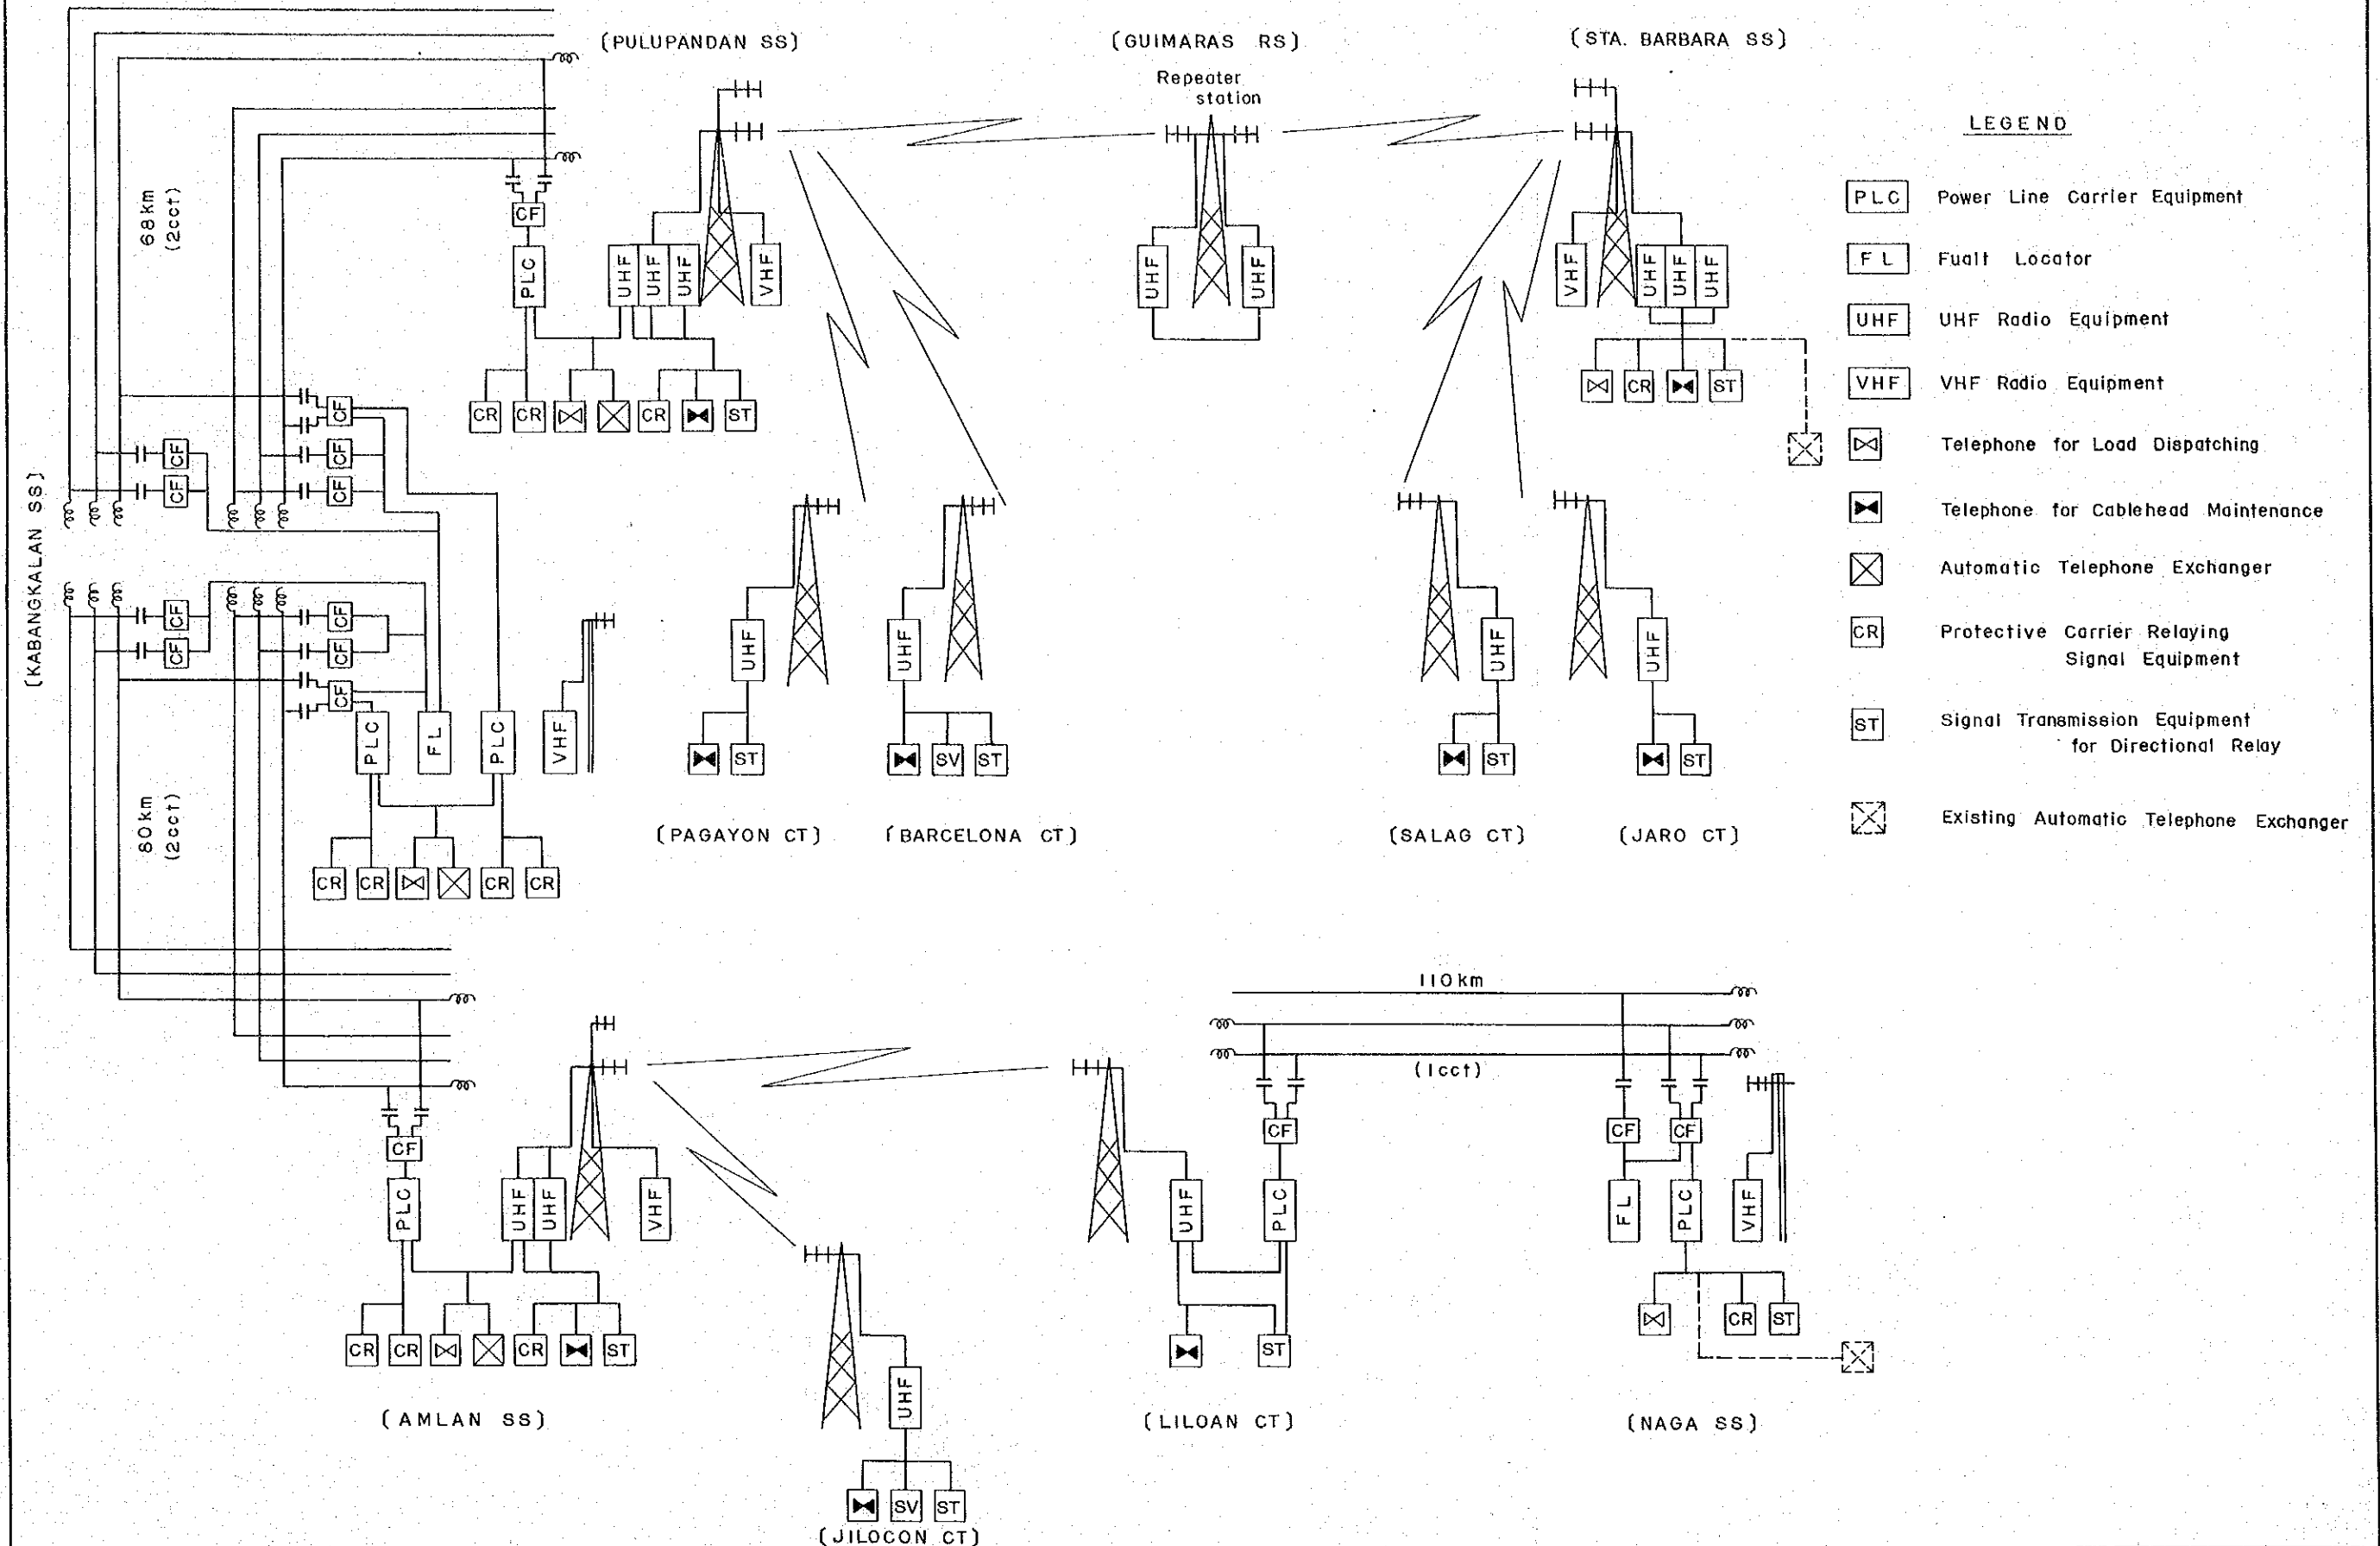 (PULUPANDAN SS)
(GUIMARAS RS)
(STA. BARBARA SS)
Repeater
station
68km
(2cct)
CF
PLC
UHF
UHF
UHF
VHF
UHF
UHF
VHF
UHF
UHF
UHF
CR
CR
CR
ST
CR
ST
(KABANGKALAN SS)
CF
CF
CF
CF
CF
CF
CF
CF
CF
CF
PLC
FL
PLC
VHF
80km
(2cct)
CR
CR
CR
CR
UHF
ST
(PAGAYON CT)
UHF
SV
ST
(BARCELONA CT)
UHF
ST
(SALAG CT)
UHF
ST
(JARO CT)
LEGEND
PLC Power Line Carrier Equipment
FL Fualt Locator
UHF UHF Radio Equipment
VHF VHF Radio Equipment
Telephone for Load Dispatching
Telephone for Cablehead Maintenance
Automatic Telephone Exchanger
CR Protective Carrier Relaying
Signal Equipment
ST Signal Transmission Equipment
for Directional Relay
Existing Automatic Telephone Exchanger
CF
PLC
UHF
UHF
VHF
CR
CR
CR
ST
(AMLAN SS)
UHF
SV
ST
(JILOCON CT)
110km
(1cct)
CF
UHF
PLC
ST
(LILOAN CT)
CF
CF
FL
PLC
VHF
CR
ST
(NAGA SS)